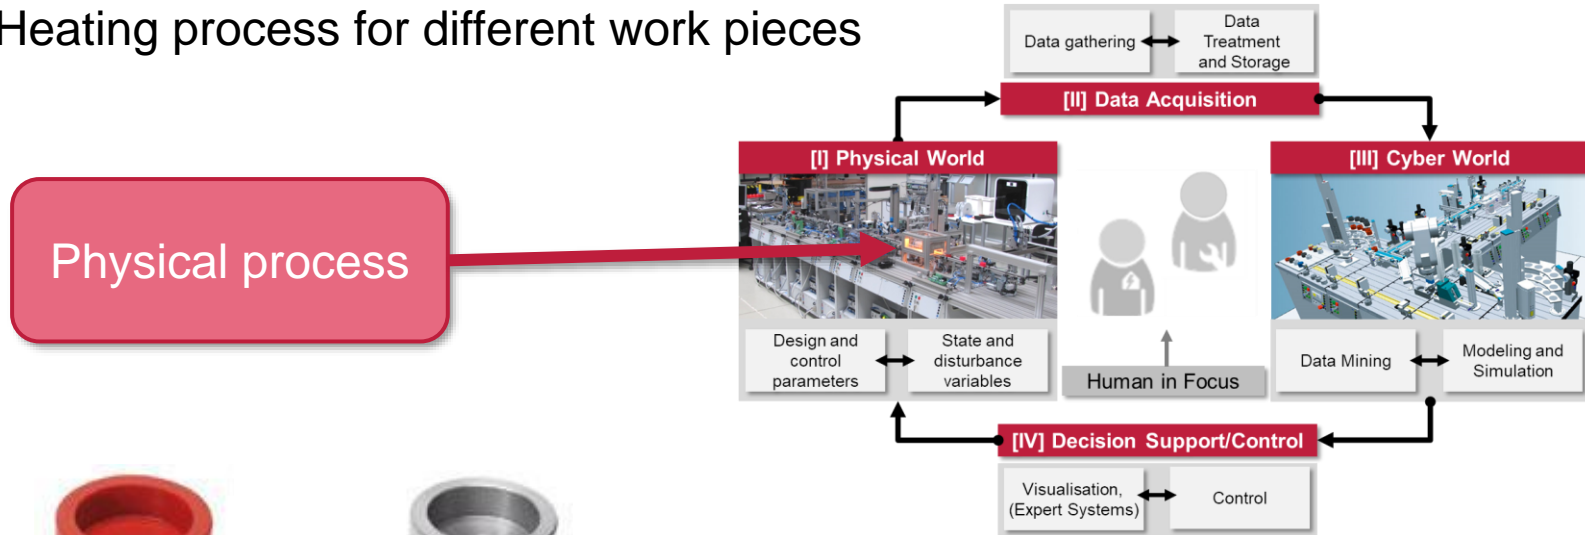 Heating process for different work pieces
Data gathering
Data
Treatment
and Storage
[II] Data Acquisition
[I] Physical World
[III] Cyber World
Physical process
Design and
control
parameters
State and
disturbance
variables
Human in Focus
Data Mining
Modeling and
Simulation
[IV] Decision Support/Control
Visualisation,
(Expert Systems)
Control